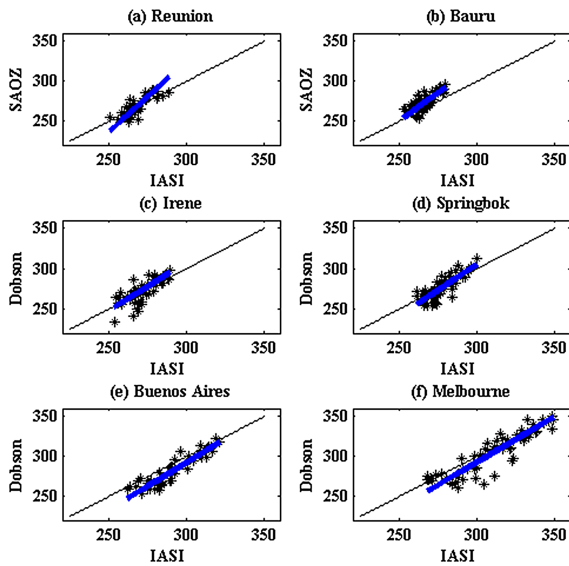 (a) Reunion
(b) Bauru
350
300
250
SAOZ
250
300
350
IASI
350
300
250
SAOZ
250
300
350
IASI
(c) Irene
(d) Springbok
350
300
250
Dobson
250
300
350
IASI
350
300
250
Dobson
250
300
350
IASI
(e) Buenos Aires
(f) Melbourne
350
300
250
Dobson
250
300
350
IASI
350
300
250
Dobson
250
300
350
IASI